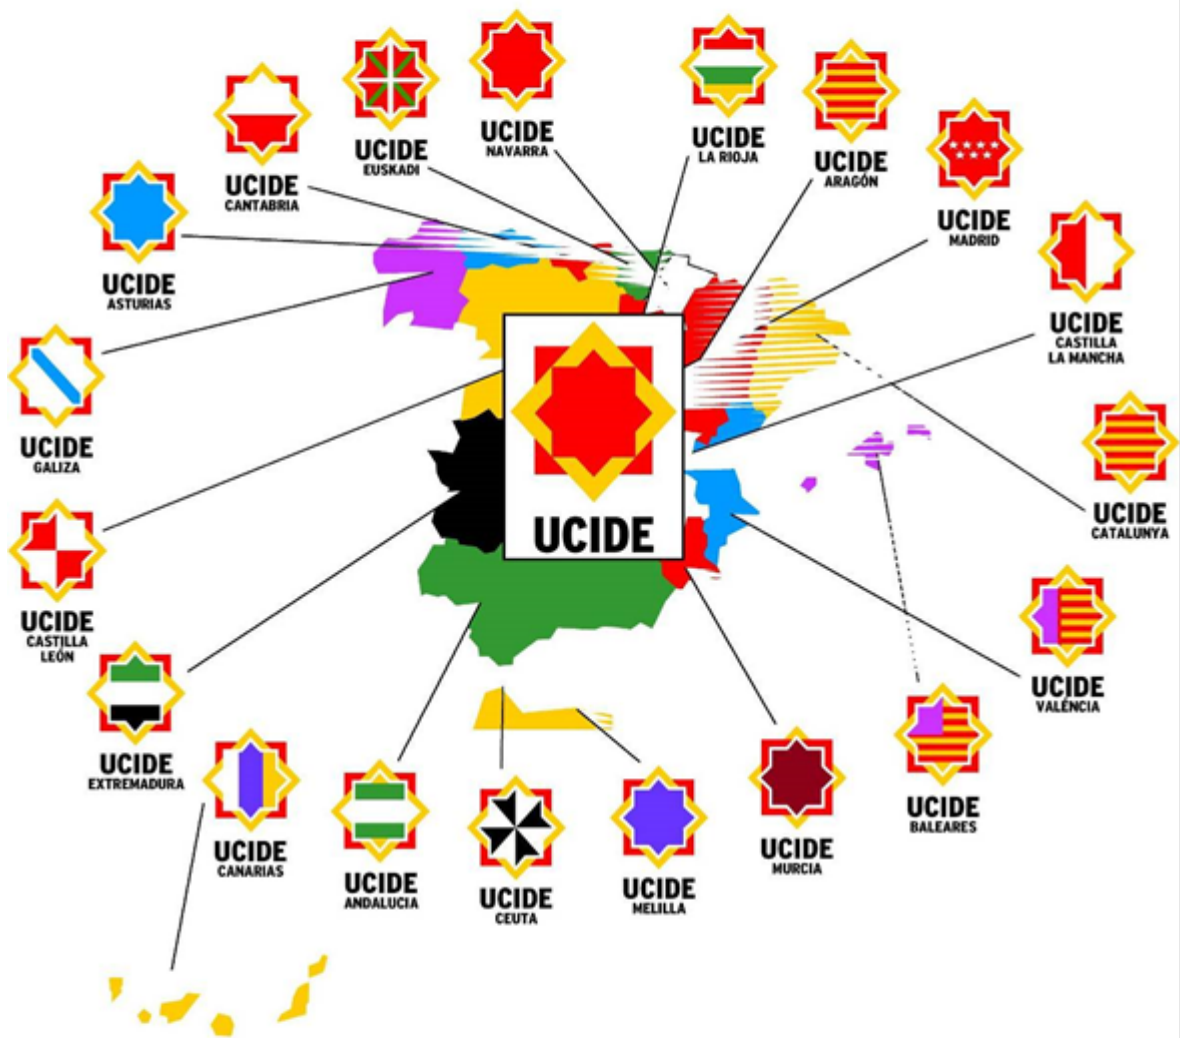 UCIDE
EUSKADI
UCIDE
NAVARRA
UCIDE
LA RIOJA
UCIDE
ARAGÓN
UCIDE
CANTABRIA
UCIDE
MADRID
UCIDE
ASTURIAS
UCIDE
CASTILLA
LA MANCHA
UCIDE
GALIZA
UCIDE
CATALUNYA
UCIDE
UCIDE
CASTILLA
LEÓN
UCIDE
VALÉNCIA
UCIDE
EXTREMADURA
UCIDE
BALEARES
UCIDE
CANARIAS
UCIDE
ANDALUCIA
UCIDE
CEUTA
UCIDE
MELILLA
UCIDE
MURCIA